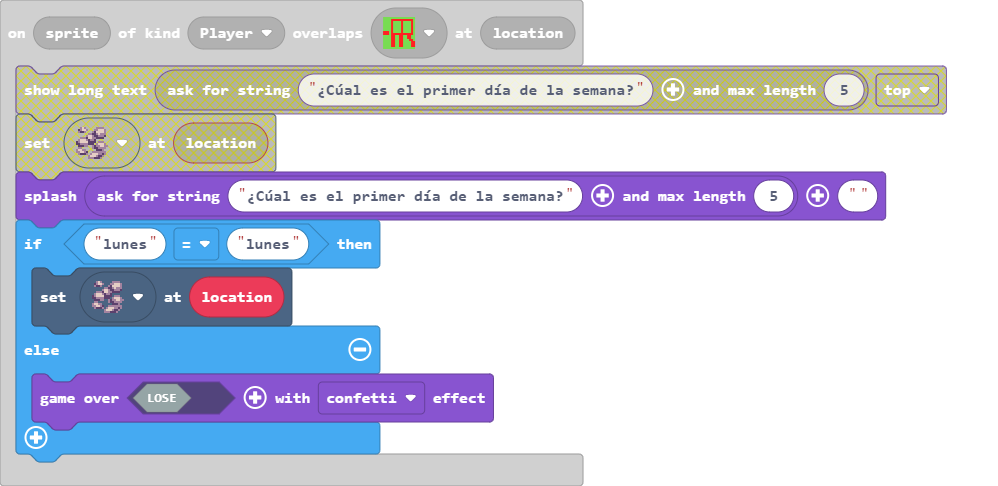 on sprite of kind Player overlaps at location
show long text ask for string "¿Cúal es el primer día de la semana?" and max length 5 top
set at location
splash ask for string "¿Cúal es el primer día de la semana?" and max length 5 " "
if "lunes" = "lunes" then
set at location
else
game over LOSE with confetti effect